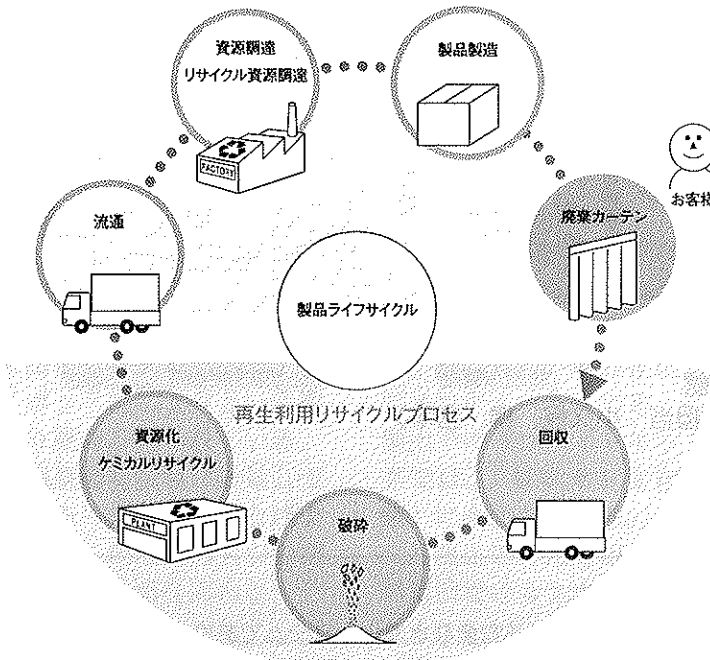 資源調達
リサイクル資源調達
FACTORY
製品製造
お客様
廃棄カーテン
流通
製品ライフサイクル
再生利用リサイクルプロセス
回収
資源化
ケミカルリサイクル
PLANT
破砕